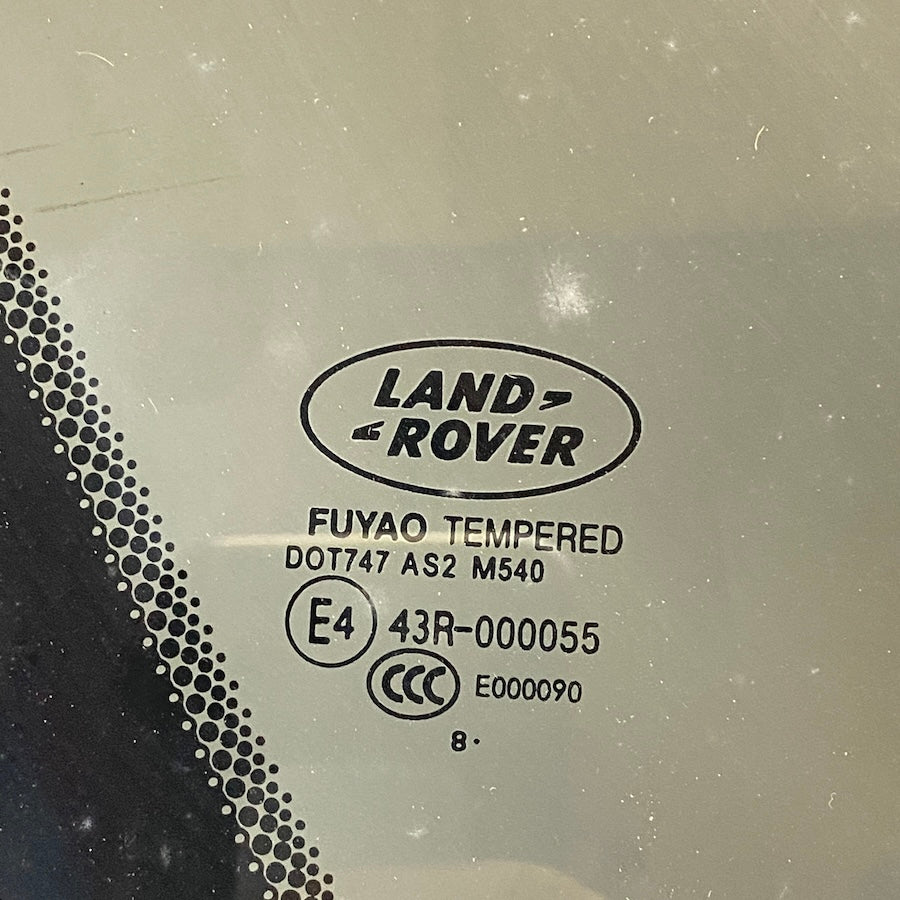 LAND
ROVER
FUYAO TEMPERED
DOT747 AS2 M540
E4 43R-000055
CCC E000090
8.